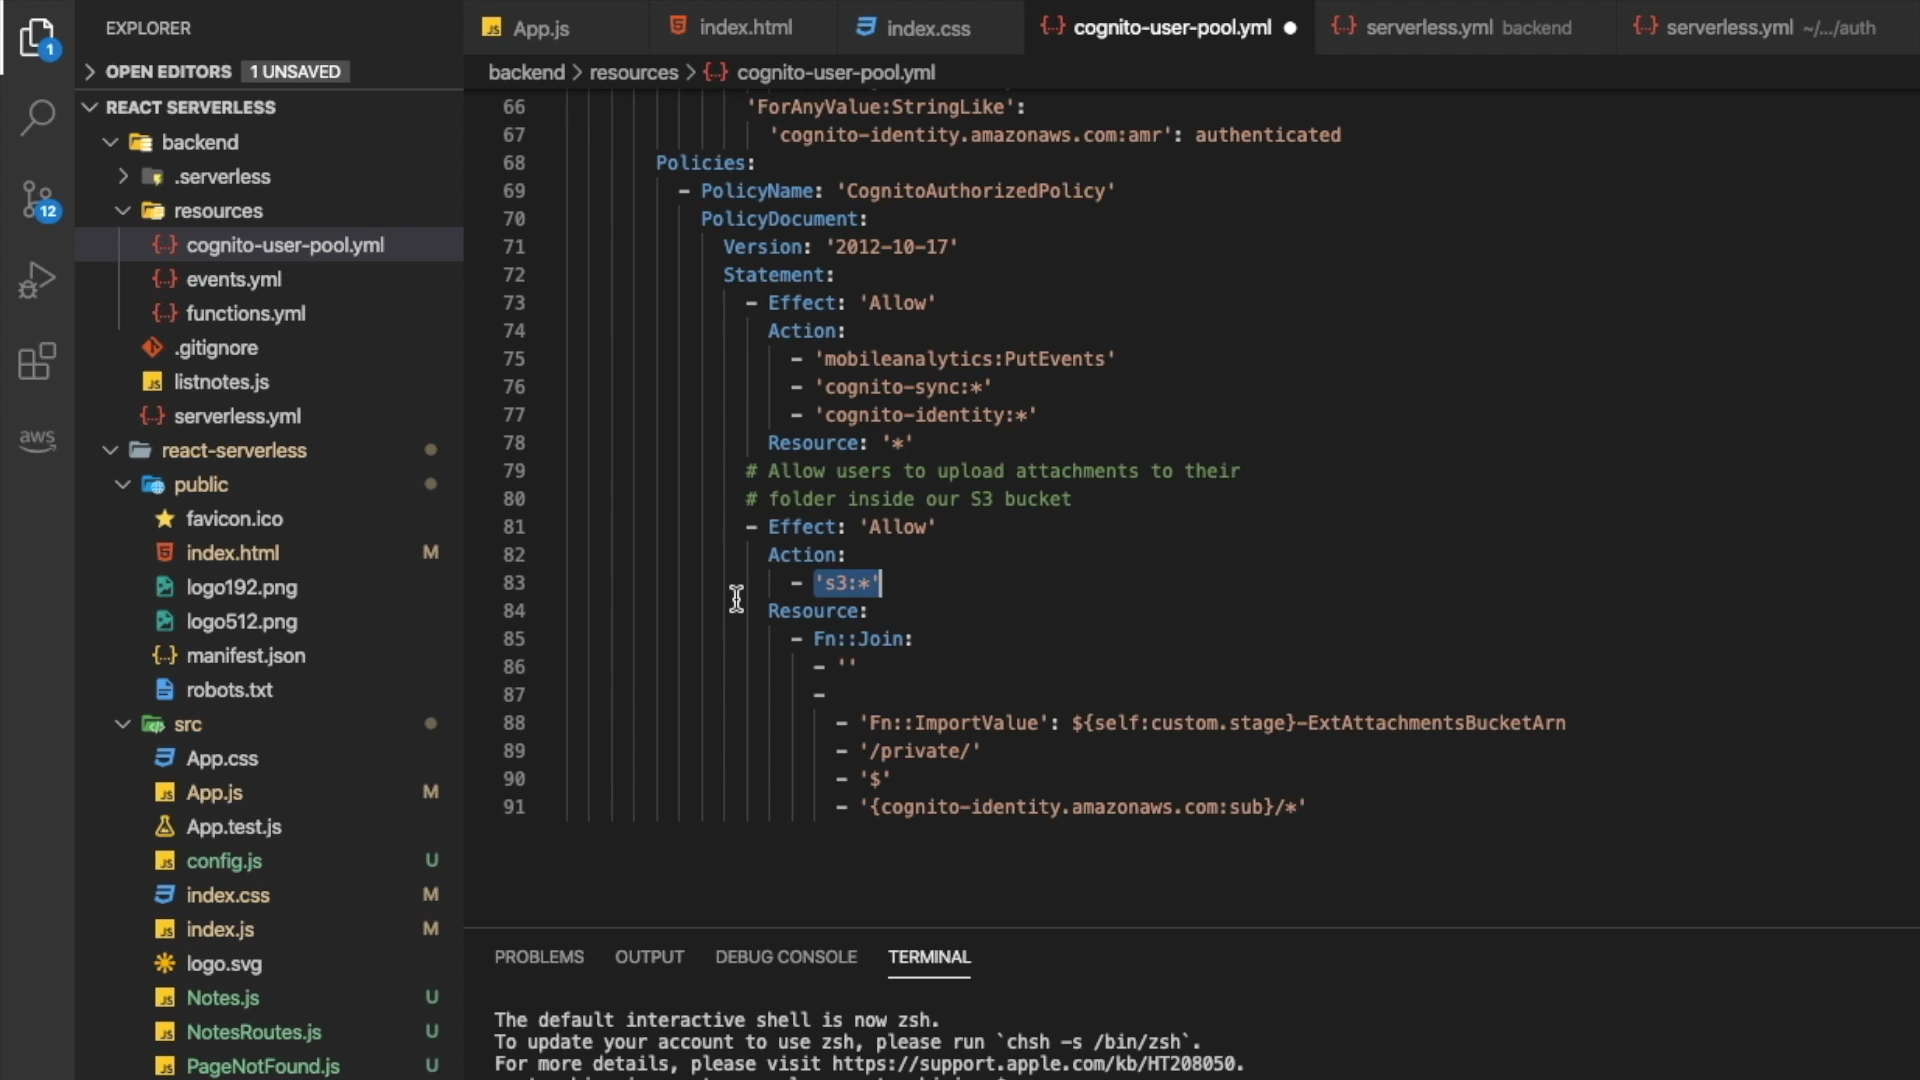 EXPLORER
App.js
index.html
index.css
cognito-user-pool.yml
serverless.yml backend
serverless.yml ~/.../auth
1
OPEN EDITORS 1 UNSAVED
backend > resources > cognito-user-pool.yml
REACT SERVERLESS
backend
.serverless
12
resources
cognito-user-pool.yml
events.yml
functions.yml
.gitignore
listnotes.js
serverless.yml
aws
react-serverless
public
favicon.ico
index.html M
logo192.png
logo512.png
manifest.json
robots.txt
src
App.css
App.js M
App.test.js
config.js U
index.css M
index.js M
logo.svg
Notes.js U
NotesRoutes.js U
PageNotFound.js U
66 'ForAnyValue:StringLike':
67 'cognito-identity.amazonaws.com:amr': authenticated
68 Policies:
69 - PolicyName: 'CognitoAuthorizedPolicy'
70 PolicyDocument:
71 Version: '2012-10-17'
72 Statement:
73 - Effect: 'Allow'
74 Action:
75 - 'mobileanalytics:PutEvents'
76 - 'cognito-sync:*'
77 - 'cognito-identity:*'
78 Resource: '*'
79 # Allow users to upload attachments to their
80 # folder inside our S3 bucket
81 - Effect: 'Allow'
82 Action:
83 - 's3:*'
84 Resource:
85 - Fn::Join:
86 - ''
87 -
88 - 'Fn::ImportValue': ${self:custom.stage}-ExtAttachmentsBucketArn
89 - '/private/'
90 - '$'
91 - '{cognito-identity.amazonaws.com:sub}/*'
PROBLEMS OUTPUT DEBUG CONSOLE TERMINAL
The default interactive shell is now zsh.
To update your account to use zsh, please run `chsh -s /bin/zsh`.
For more details, please visit https://support.apple.com/kb/HT208050.